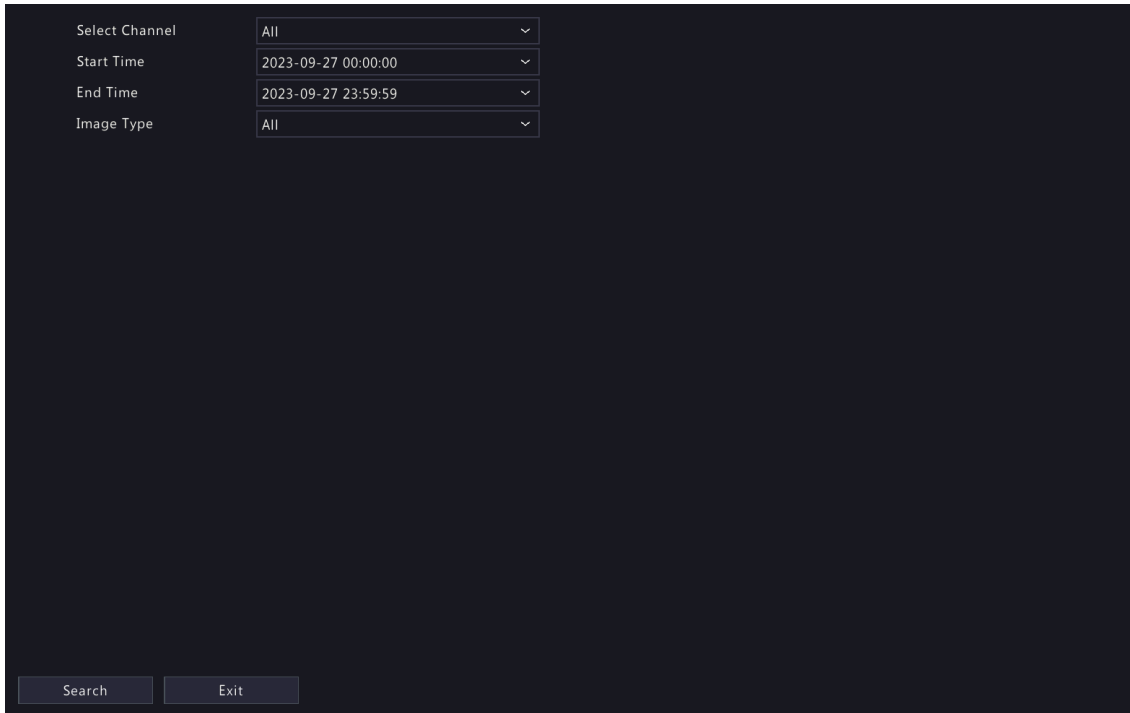 Select Channel All
Start Time 2023-09-27 00:00:00
End Time 2023-09-27 23:59:59
Image Type All
Search Exit